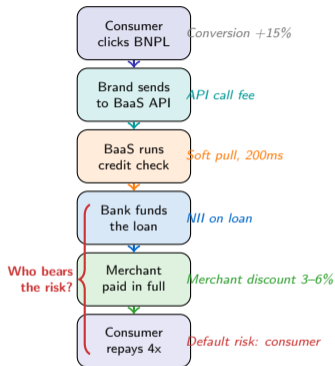 Consumer
clicks BNPL
Conversion +15%
Brand sends
to BaaS API
API call fee
BaaS runs
credit check
Soft pull, 200ms
Bank funds
the loan
NII on loan
Who bears
the risk?
Merchant
paid in full
Merchant discount 3–6%
Consumer
repays 4x
Default risk: consumer